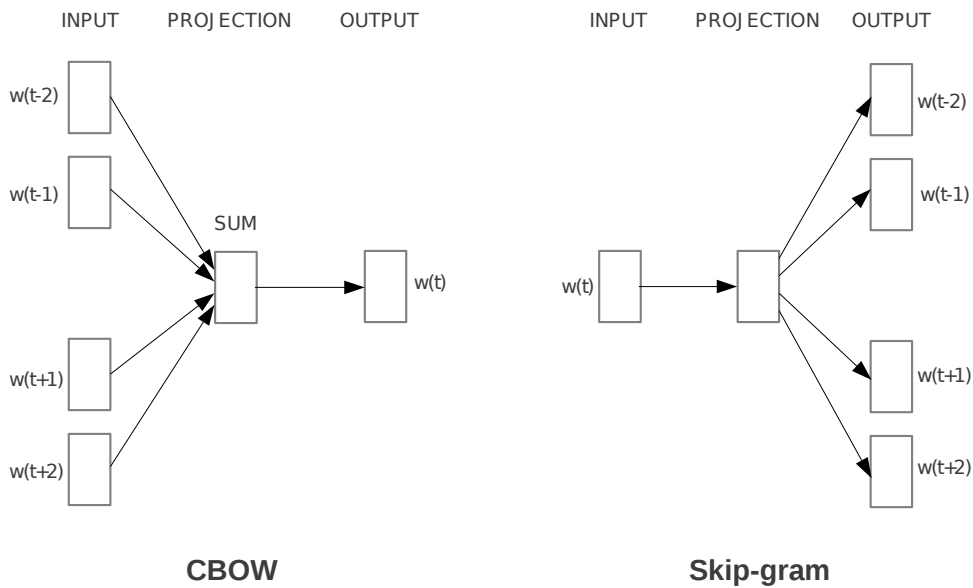 INPUT PROJECTION OUTPUT
w(t-2)
w(t-1)
SUM
w(t)
w(t+1)
w(t+2)
CBOW
INPUT PROJECTION OUTPUT
w(t-2)
w(t-1)
w(t)
w(t+1)
w(t+2)
Skip-gram